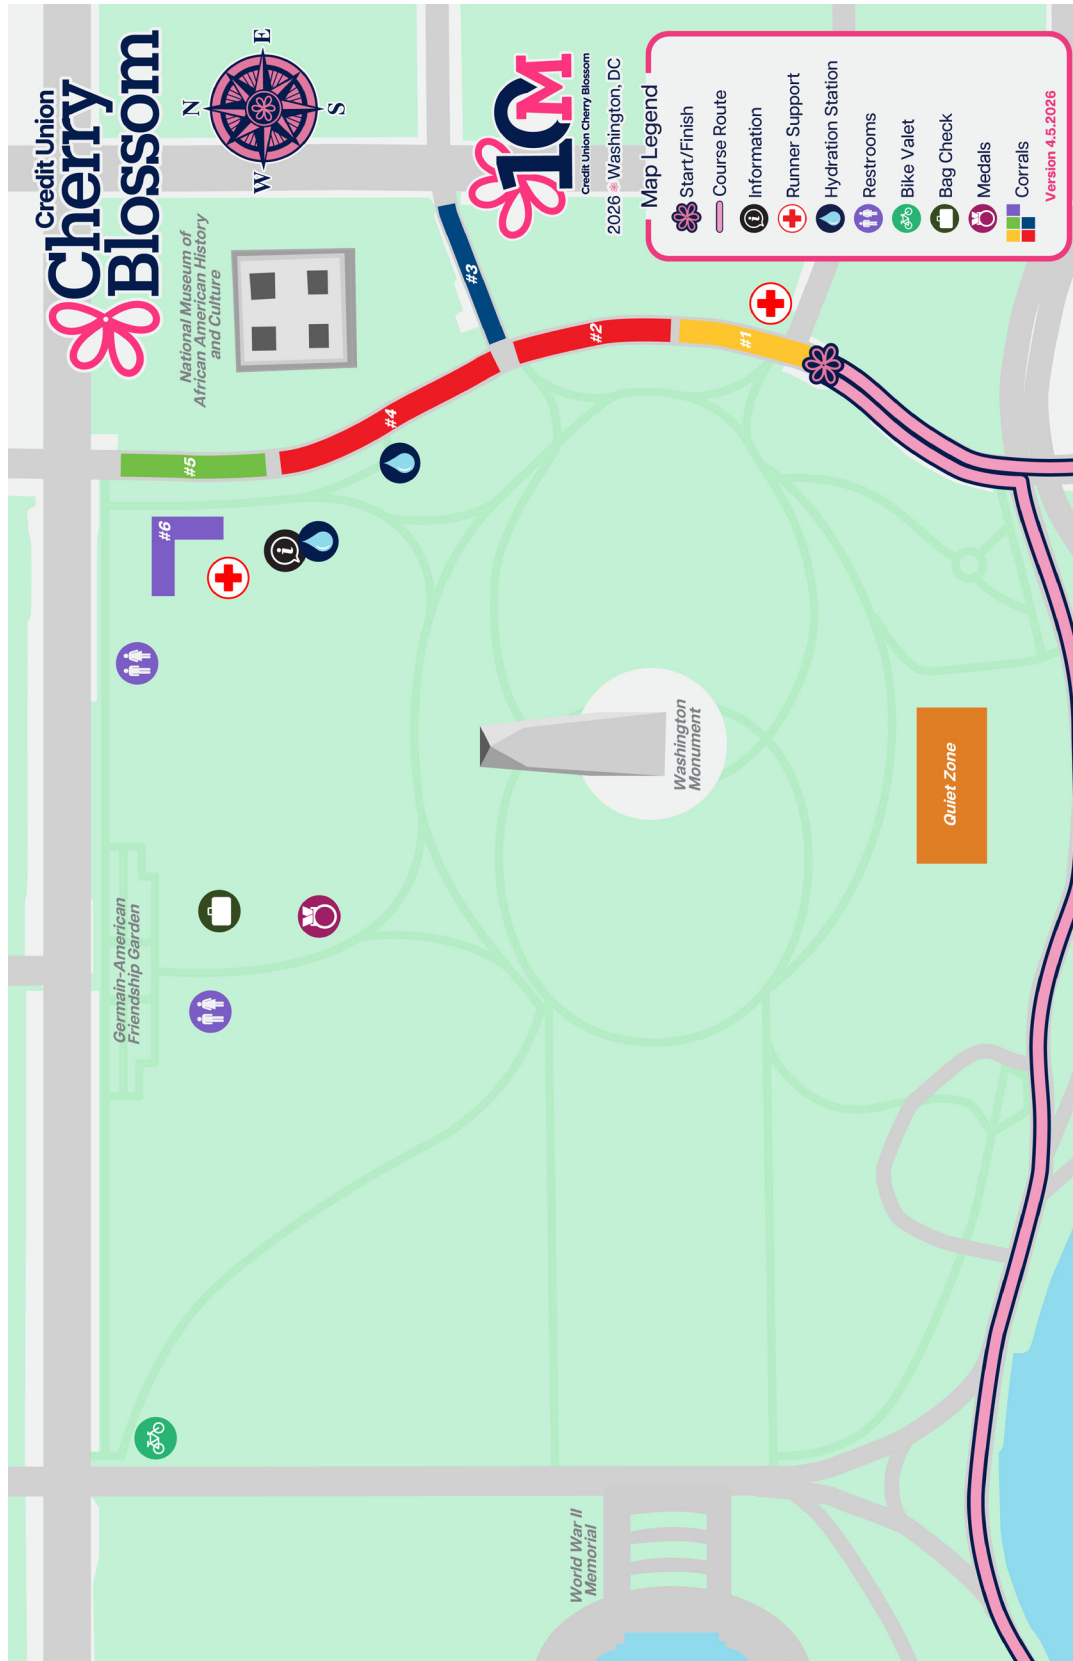 Credit Union
Cherry
Blossom
N
E
S
W
National Museum of
African American History
and Culture
10M
Credit Union Cherry Blossom
2026 Washington, DC
Map Legend
Start/Finish
Course Route
Information
Runner Support
Hydration Station
Restrooms
Bike Valet
Bag Check
Medals
Corrals
Version 4.5.2026
#1
#2
#3
#4
#5
#6
Washington
Monument
Quiet Zone
Germain-American
Friendship Garden
World War II
Memorial